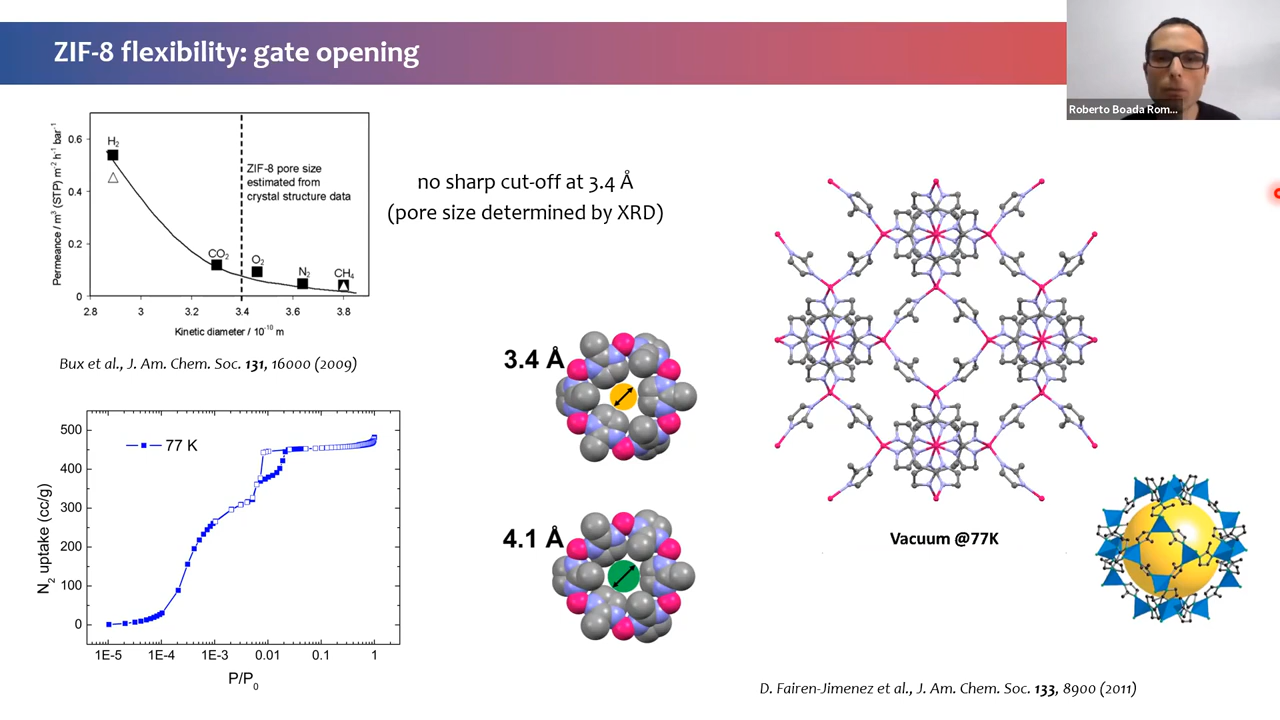 ZIF-8 flexibility: gate opening
Roberto Boada Rom...
Permeance / m³ (STP) m⁻² h⁻¹ bar⁻¹
0.6
0.4
0.2
0
H₂
CO₂
O₂
N₂
CH₄
ZIF-8 pore size
estimated from
crystal structure data
2.8
3
3.2
3.4
3.6
3.8
Kinetic diameter / 10⁻¹⁰ m
Bux et al., J. Am. Chem. Soc. 131, 16000 (2009)
no sharp cut-off at 3.4 Å
(pore size determined by XRD)
N₂ uptake (cc/g)
500
400
300
200
100
0
77 K
1E-5
1E-4
1E-3
0.01
0.1
1
P/P₀
3.4 Å
4.1 Å
Vacuum @77K
D. Fairen-Jimenez et al., J. Am. Chem. Soc. 133, 8900 (2011)